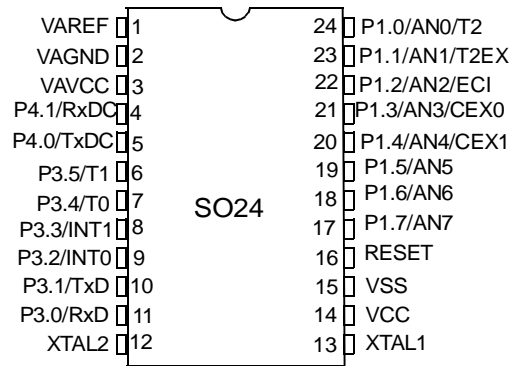 VAREF 1 24 P1.0/AN0/T2
VAGND 2 23 P1.1/AN1/T2EX
VAVCC 3 22 P1.2/AN2/ECI
P4.1/RxDC 4 21 P1.3/AN3/CEX0
P4.0/TxDC 5 20 P1.4/AN4/CEX1
P3.5/T1 6 19 P1.5/AN5
P3.4/T0 7 SO24 18 P1.6/AN6
P3.3/INT1 8 17 P1.7/AN7
P3.2/INT0 9 16 RESET
P3.1/TxD 10 15 VSS
P3.0/RxD 11 14 VCC
XTAL2 12 13 XTAL1